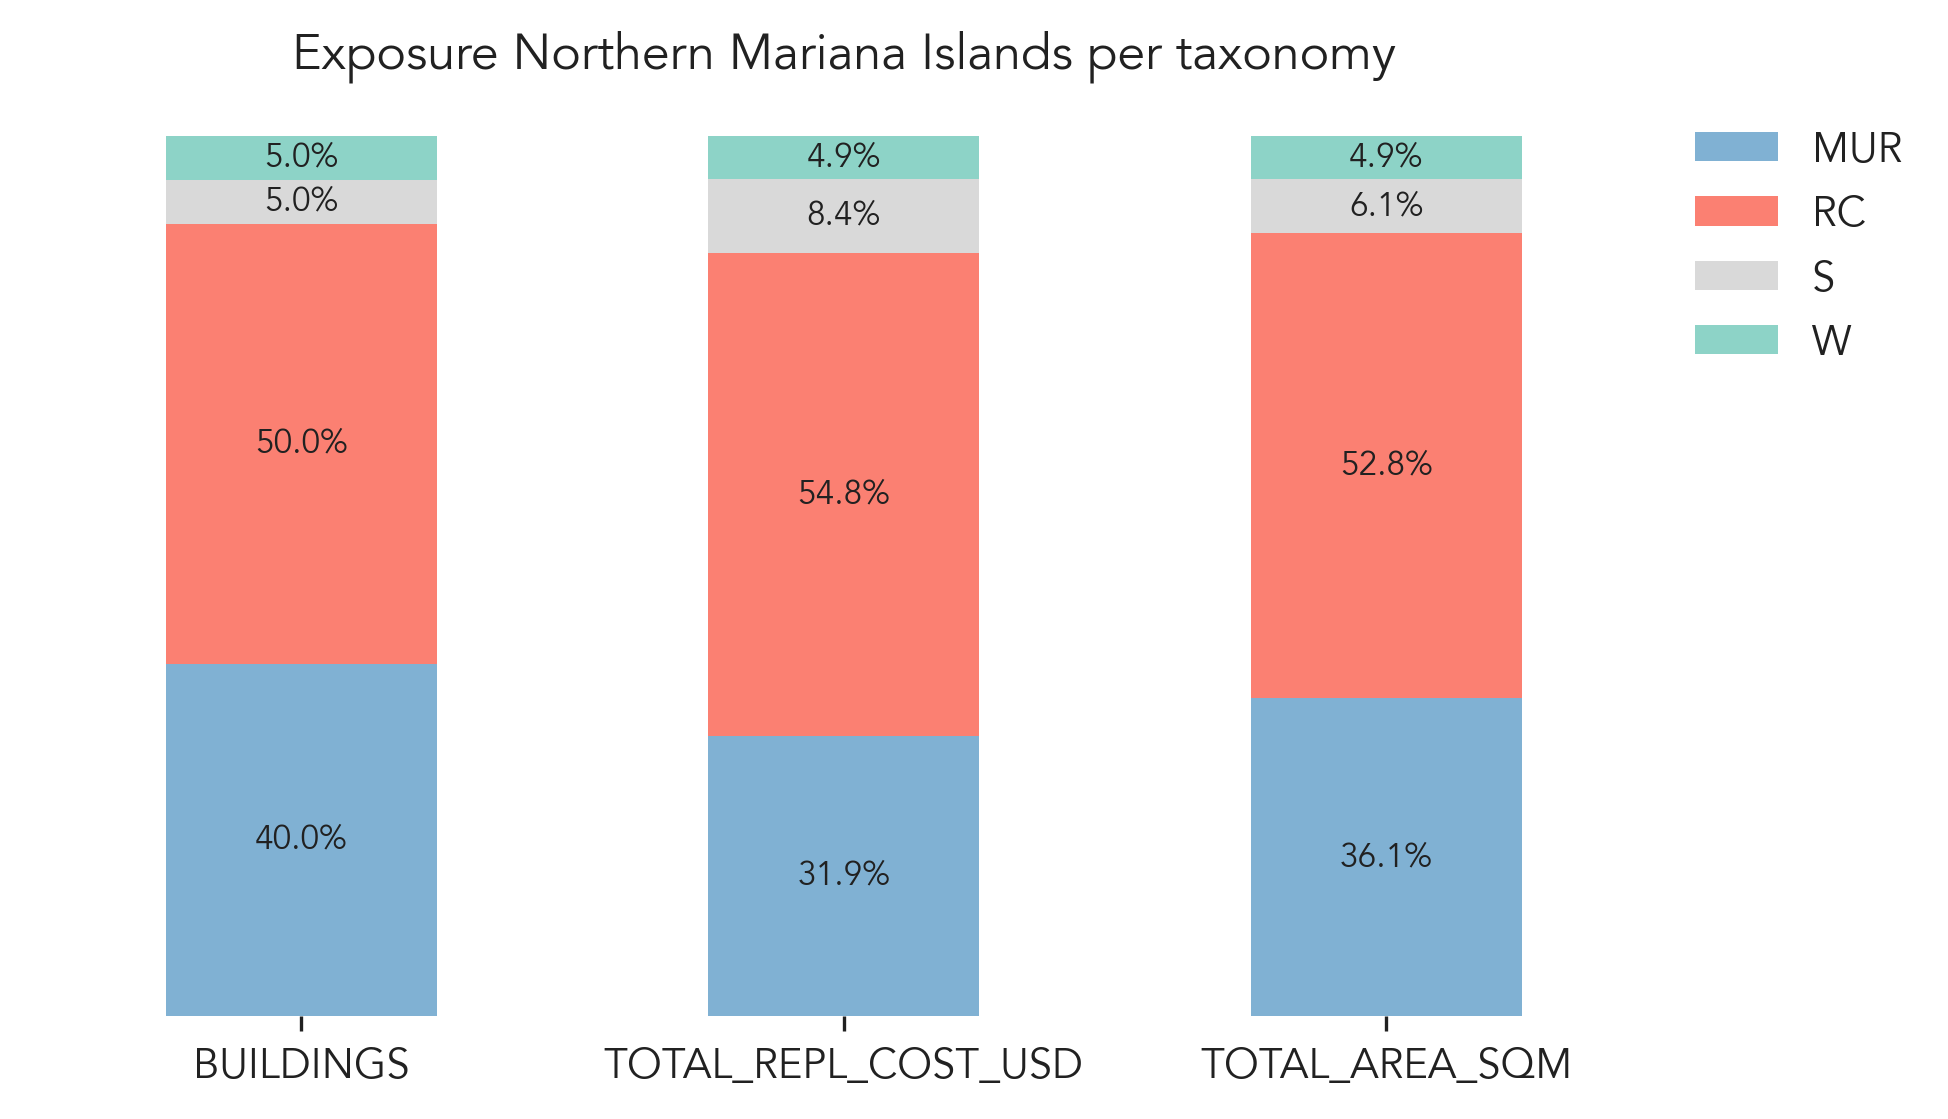 Exposure Northern Mariana Islands per taxonomy
5.0% 4.9% 4.9%
5.0% 8.4% 6.1%
50.0% 54.8% 52.8%
40.0% 31.9% 36.1%
BUILDINGS TOTAL_REPL_COST_USD TOTAL_AREA_SQM
MUR
RC
S
W